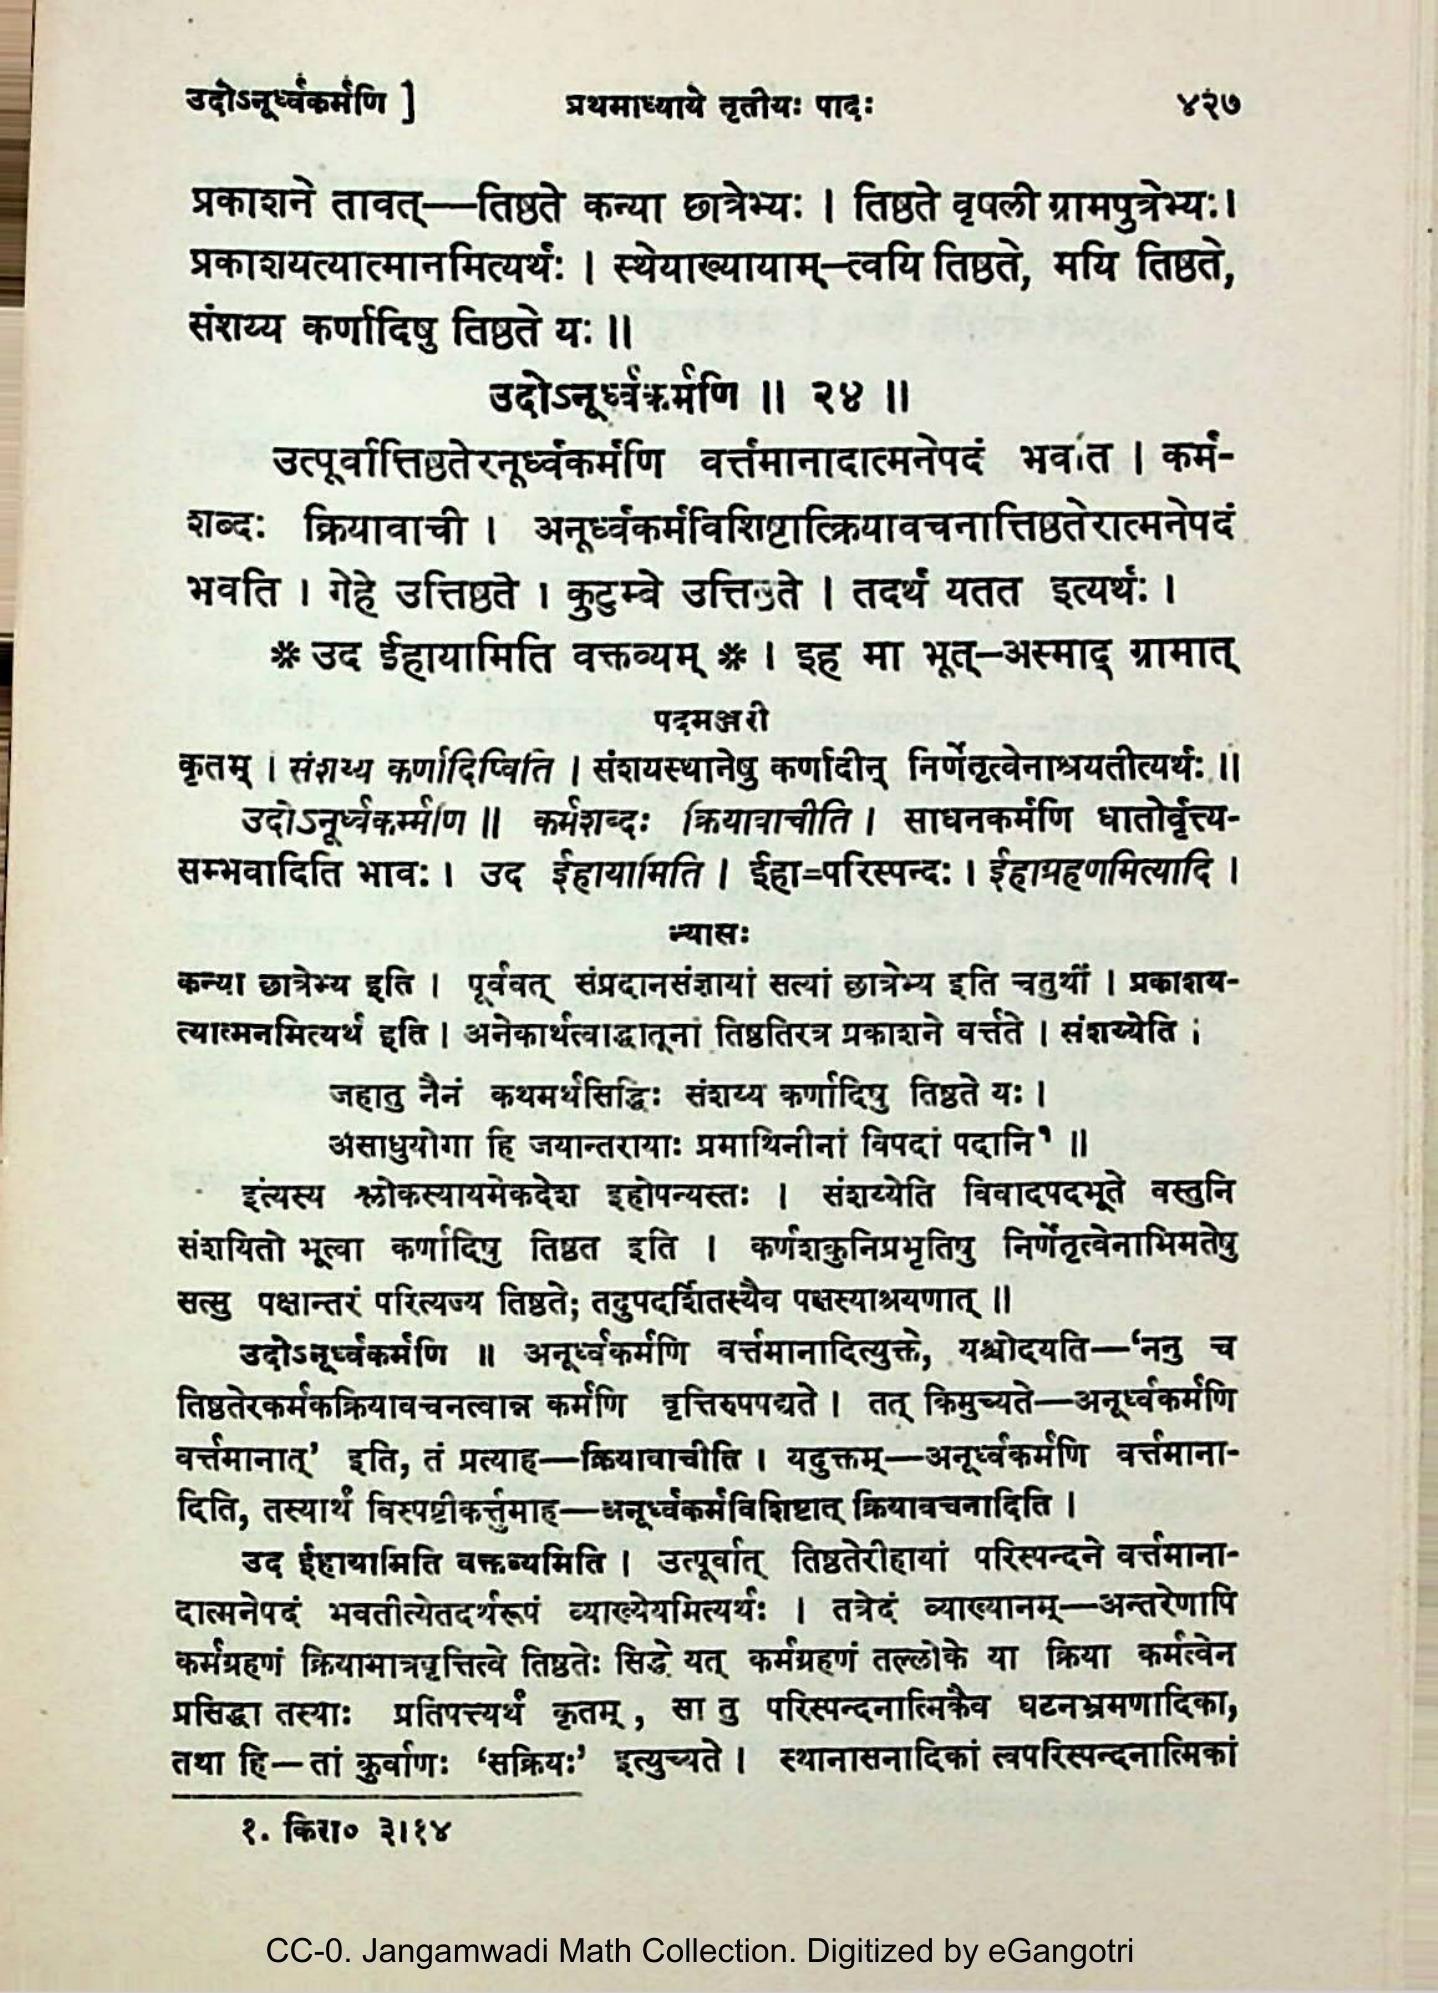 उदोऽनूर्ध्वकर्मणि ] प्रथमाध्याये तृतीयः पादः ४२७
प्रकाशने तावत्—तिष्ठते कन्या छात्रेभ्यः । तिष्ठते वृषली ग्रामपुत्रेभ्यः।
प्रकाशयत्यात्मानमित्यर्थः । स्थेयाख्यायाम्—त्वयि तिष्ठते, मयि तिष्ठते,
संशय्य कर्णादिषु तिष्ठते यः ॥
उदोऽनूर्ध्वकर्मणि ॥ २४ ॥
उत्पूर्वात्तिष्ठतेरनूर्ध्वकर्मणि वर्त्तमानादात्मनेपदं भवति । कर्म-
शब्दः क्रियावाची । अनूर्ध्वकर्मविशिष्टात्क्रियावचनात्तिष्ठतेरात्मनेपदं
भवति । गेहे उत्तिष्ठते । कुटुम्बे उत्तिष्ठते । तदर्थं यतत इत्यर्थः ।
※ उद ईहायामिति वक्तव्यम् ※ । इह मा भूत्—अस्माद् ग्रामात्
पदमञ्जरी
कृतम् । संशय्य कर्णादिष्विति । संशयस्थानेषु कर्णादीन् निर्णेतृत्वेनाश्रयतीत्यर्थः ॥
उदोऽनूर्ध्वकर्म्मणि ॥ कर्मशब्दः क्रियावाचीति । साधनकर्मणि धातोर्वृत्त्य-
सम्भवादिति भावः । उद ईहायामिति । ईहा=परिस्पन्दः । ईहाग्रहणमित्यादि ।
न्यासः
कन्या छात्रेभ्य इति । पूर्ववत् संप्रदानसंज्ञायां सत्यां छात्रेभ्य इति चतुर्थी । प्रकाशय-
त्यात्मनमित्यर्थ इति । अनेकार्थत्वाद्धातूनां तिष्ठतिरत्र प्रकाशने वर्त्तते । संशय्येति ।
जहातु नैनं कथमर्थसिद्धिः संशय्य कर्णादिषु तिष्ठते यः ।
असाधुयोगा हि जयान्तरायाः प्रमाथिनीनां विपदां पदानि¹ ॥
इत्यस्य श्लोकस्यायमेकदेश इहोपन्यस्तः । संशय्येति विवादपदभूते वस्तुनि
संशयितो भूत्वा कर्णादिषु तिष्ठत इति । कर्णशकुनिप्रभृतिषु निर्णेतृत्वेनाभिमतेषु
सत्सु पक्षान्तरं परित्यज्य तिष्ठते; तदुपदर्शितस्यैव पक्षस्याश्रयणात् ॥
उदोऽनूर्ध्वकर्मणि ॥ अनूर्ध्वकर्मणि वर्त्तमानादित्युक्ते, यश्चोदयति—‘ननु च
तिष्ठतेरकर्मकक्रियावचनत्वान्न कर्मणि वृत्तिरुपपद्यते । तत् किमुच्यते—अनूर्ध्वकर्मणि
वर्त्तमानात्’ इति, तं प्रत्याह—क्रियावाचीति । यदुक्तम्—अनूर्ध्वकर्मणि वर्त्तमाना-
दिति, तस्यार्थं विस्पष्टीकर्त्तुमाह—अनूर्ध्वकर्मविशिष्टात् क्रियावचनादिति ।
उद ईहायामिति वक्तव्यमिति । उत्पूर्वात् तिष्ठतेरीहायां परिस्पन्दने वर्त्तमाना-
दात्मनेपदं भवतीत्येतदर्थरूपं व्याख्येयमित्यर्थः । तत्रेदं व्याख्यानम्—अन्तरेणापि
कर्मग्रहणं क्रियामात्रवृत्तित्वे तिष्ठतेः सिद्धे यत् कर्मग्रहणं तल्लोके या क्रिया कर्मत्वेन
प्रसिद्धा तस्याः प्रतिपत्त्यर्थं कृतम्, सा तु परिस्पन्दनात्मिकैव घटनभ्रमणादिका,
तथा हि—तां कुर्वाणः ‘सक्रियः’ इत्युच्यते । स्थानासनादिकां त्वपरिस्पन्दनात्मिकां
१. किरा० ३।१४
CC-0. Jangamwadi Math Collection. Digitized by eGangotri